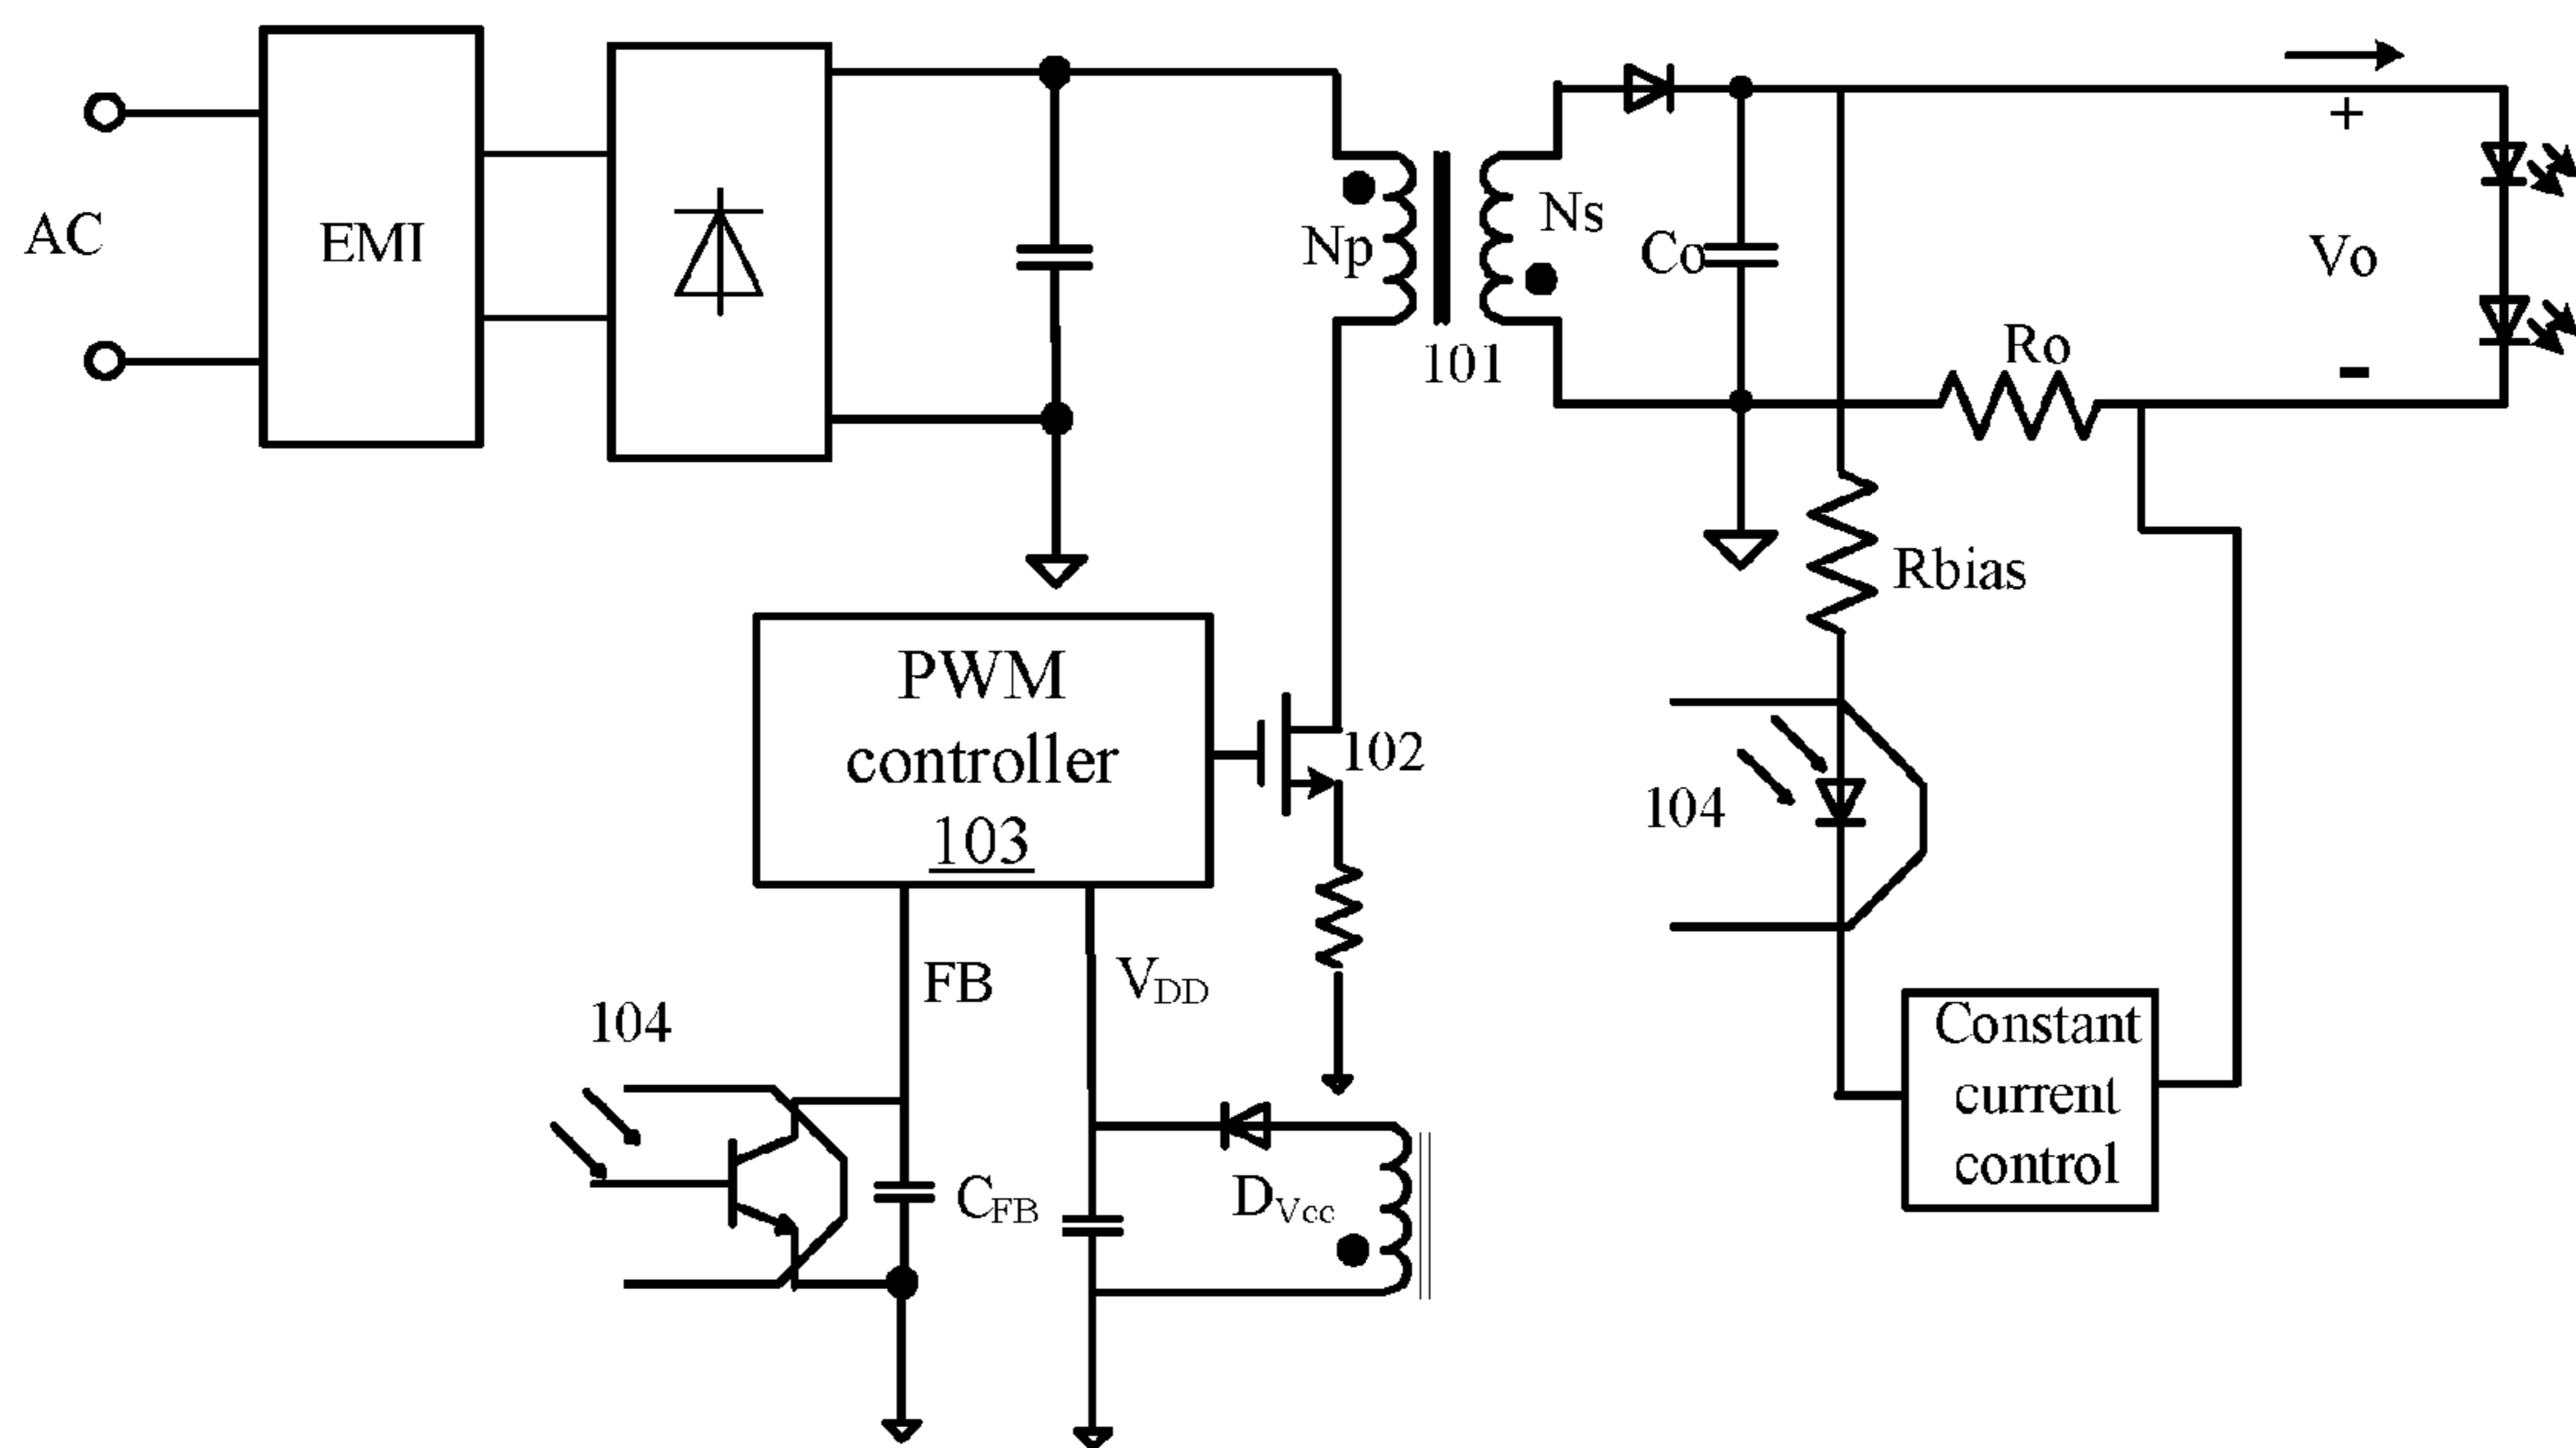 AC
EMI
Np
101
Ns
Co
Ro
+
Vo
-
Rbias
PWM
controller
103
102
104
FB
VDD
104
CFB
DVcc
Constant
current
control